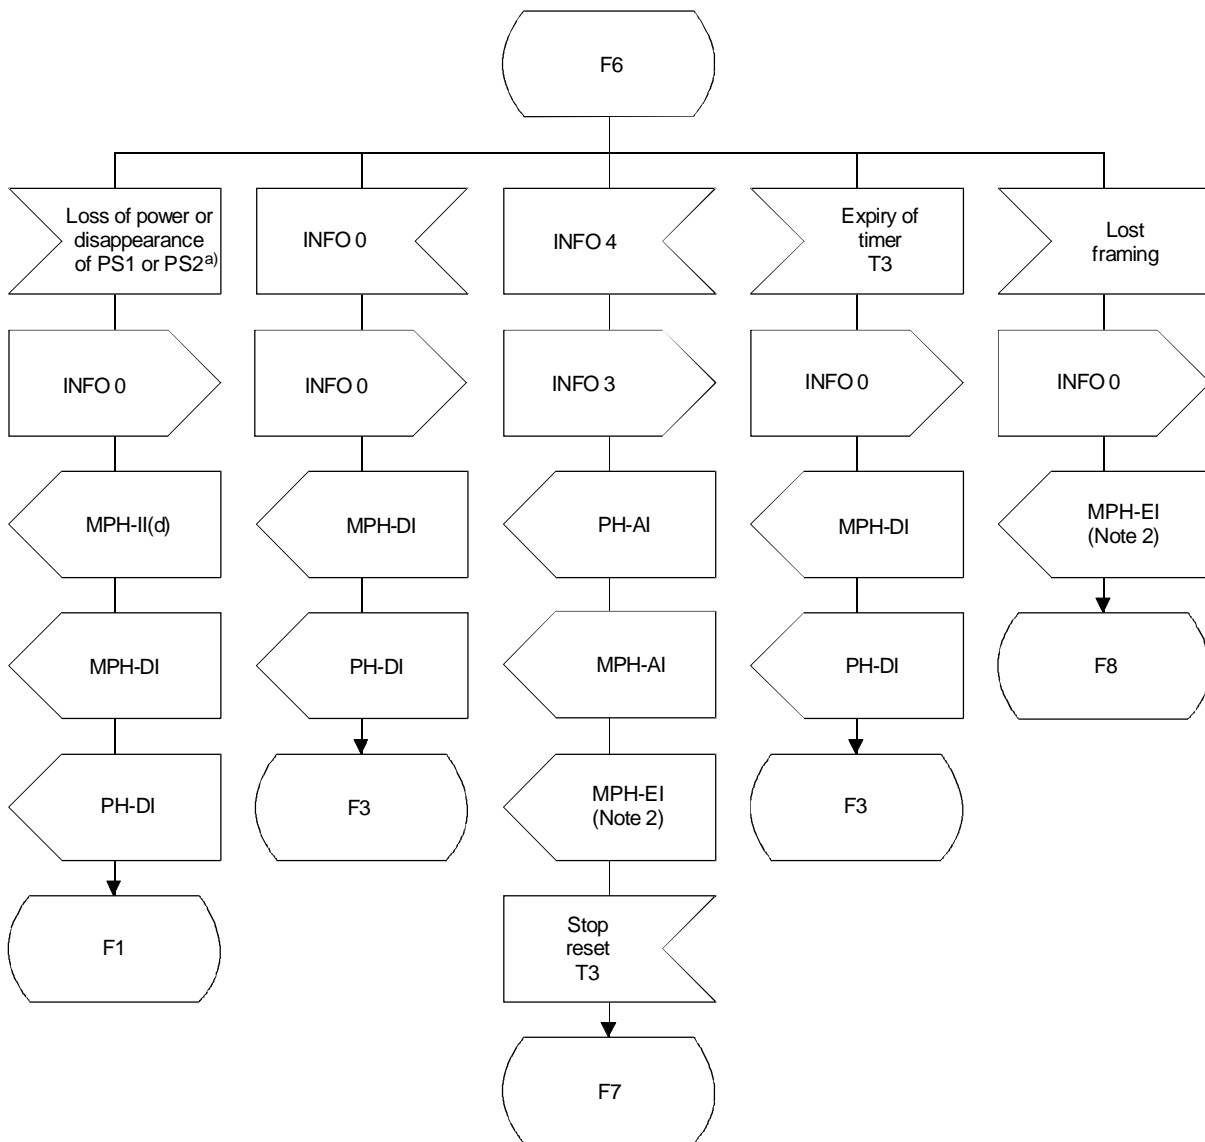 F6
Loss of power or
disappearance
of PS1 or PS2a)
INFO 0
INFO 4
Expiry of
timer
T3
Lost
framing
INFO 0
INFO 0
INFO 3
INFO 0
INFO 0
MPH-II(d)
MPH-DI
PH-AI
MPH-DI
MPH-EI
(Note 2)
MPH-DI
PH-DI
MPH-AI
PH-DI
F8
PH-DI
F3
MPH-EI
(Note 2)
F3
F1
Stop
reset
T3
F7